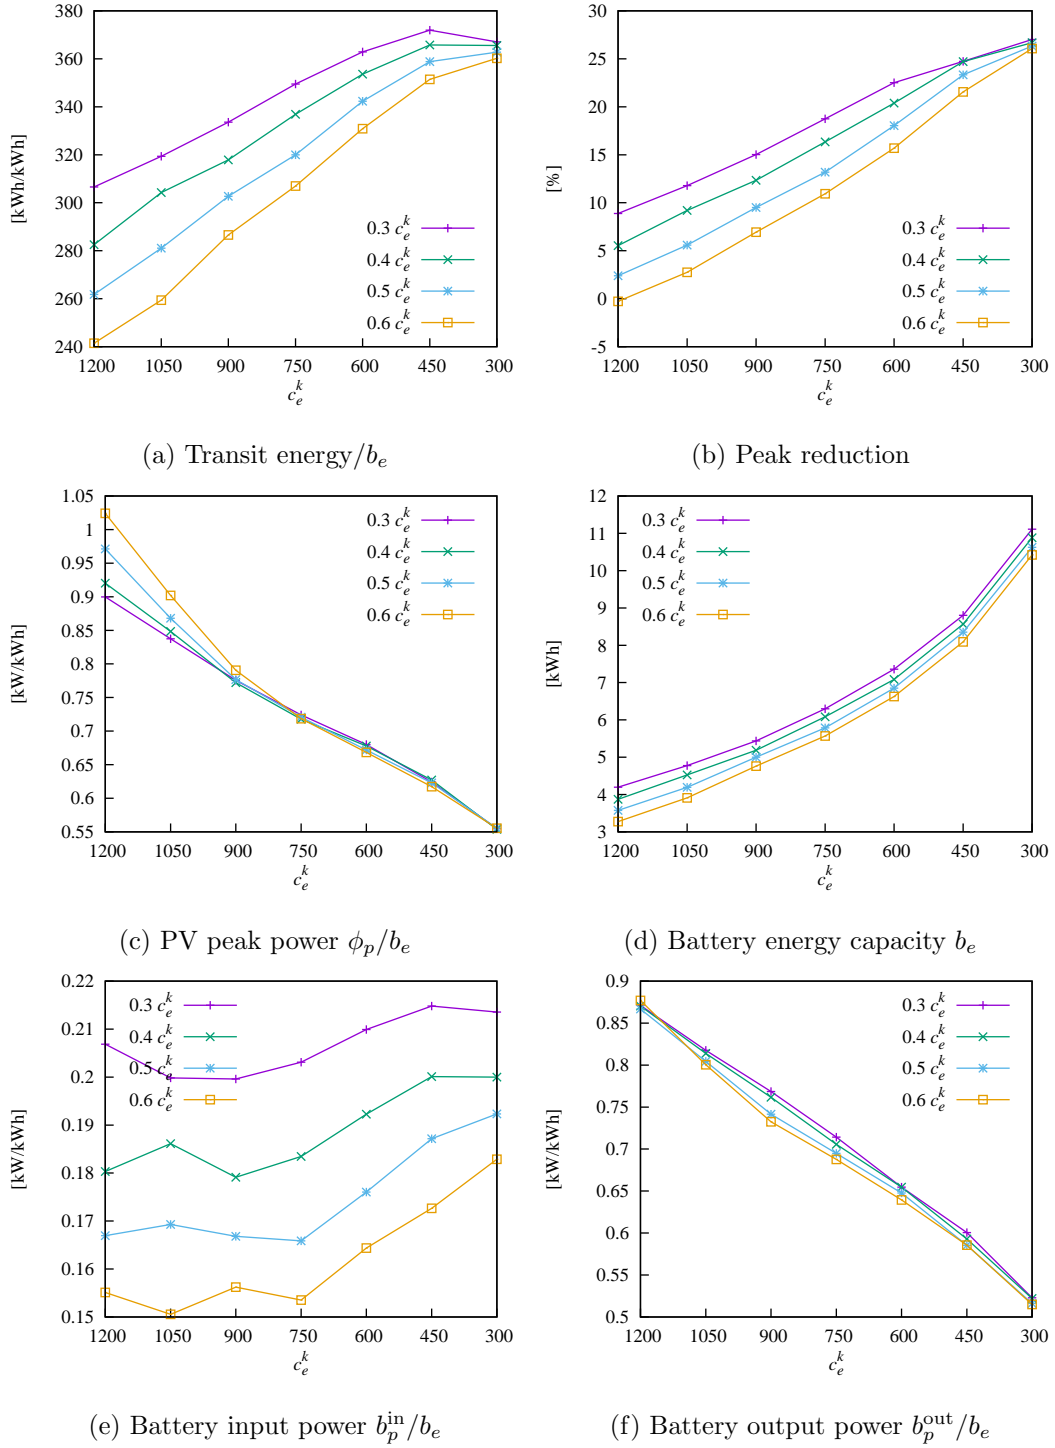 380
360
340
320
300
280
260
240
[kWh/kWh]
0.3 c_e^k
0.4 c_e^k
0.5 c_e^k
0.6 c_e^k
1200 1050 900 750 600 450 300
c_e^k
(a) Transit energy/b_e
30
25
20
15
10
5
0
-5
[%]
0.3 c_e^k
0.4 c_e^k
0.5 c_e^k
0.6 c_e^k
1200 1050 900 750 600 450 300
c_e^k
(b) Peak reduction
1.05
1
0.95
0.9
0.85
0.8
0.75
0.7
0.65
0.6
0.55
[kW/kWh]
0.3 c_e^k
0.4 c_e^k
0.5 c_e^k
0.6 c_e^k
1200 1050 900 750 600 450 300
c_e^k
(c) PV peak power ϕ_p/b_e
12
11
10
9
8
7
6
5
4
3
[kWh]
0.3 c_e^k
0.4 c_e^k
0.5 c_e^k
0.6 c_e^k
1200 1050 900 750 600 450 300
c_e^k
(d) Battery energy capacity b_e
0.22
0.21
0.2
0.19
0.18
0.17
0.16
0.15
[kW/kWh]
0.3 c_e^k
0.4 c_e^k
0.5 c_e^k
0.6 c_e^k
1200 1050 900 750 600 450 300
c_e^k
(e) Battery input power b_p^in/b_e
0.9
0.85
0.8
0.75
0.7
0.65
0.6
0.55
0.5
[kW/kWh]
0.3 c_e^k
0.4 c_e^k
0.5 c_e^k
0.6 c_e^k
1200 1050 900 750 600 450 300
c_e^k
(f) Battery output power b_p^out/b_e